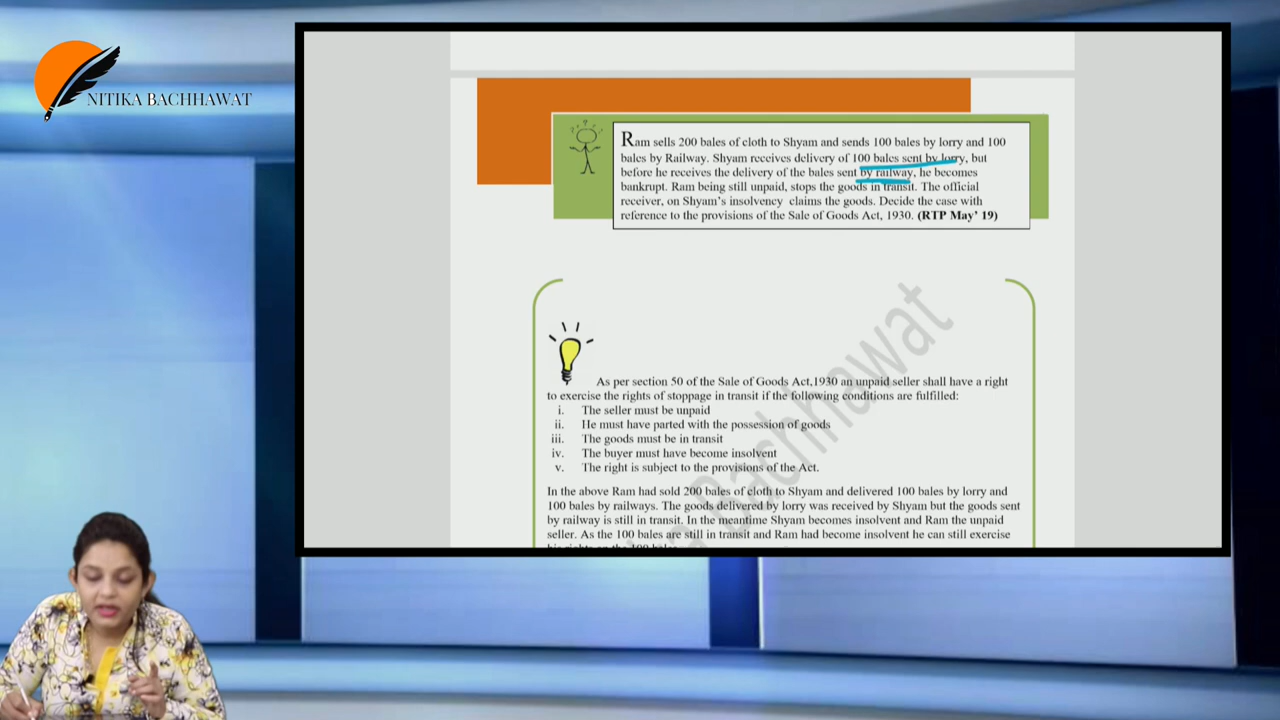 NITIKA BACHHAWAT
Ram sells 200 bales of cloth to Shyam and sends 100 bales by lorry and 100
bales by Railway. Shyam receives delivery of 100 bales sent by lorry, but
before he receives the delivery of the bales sent by railway, he becomes
bankrupt. Ram being still unpaid, stops the goods in transit. The official
receiver, on Shyam's insolvency claims the goods. Decide the case with
reference to the provisions of the Sale of Goods Act, 1930. (RTP May' 19)
As per section 50 of the Sale of Goods Act,1930 an unpaid seller shall have a right
to exercise the rights of stoppage in transit if the following conditions are fulfilled:
i. The seller must be unpaid
ii. He must have parted with the possession of goods
iii. The goods must be in transit
iv. The buyer must have become insolvent
v. The right is subject to the provisions of the Act.
In the above Ram had sold 200 bales of cloth to Shyam and delivered 100 bales by lorry and
100 bales by railways. The goods delivered by lorry was received by Shyam but the goods sent
by railway is still in transit. In the meantime Shyam becomes insolvent and Ram the unpaid
seller. As the 100 bales are still in transit and Ram had become insolvent he can still exercise
Bachhawat